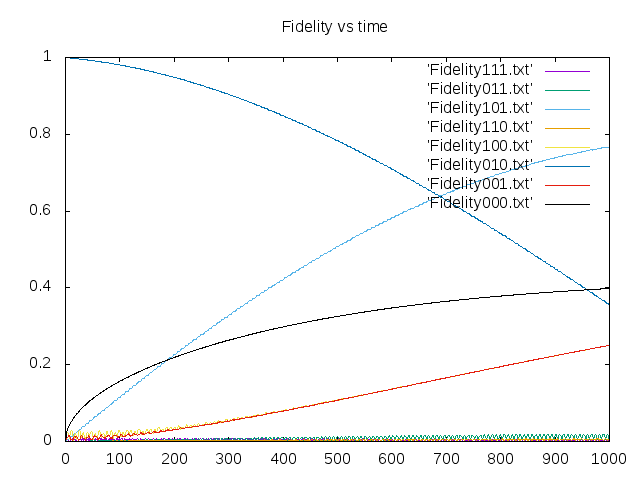 Fidelity vs time
1
0.8
0.6
0.4
0.2
0
0 100 200 300 400 500 600 700 800 900 1000
'Fidelity111.txt'
'Fidelity011.txt'
'Fidelity101.txt'
'Fidelity110.txt'
'Fidelity100.txt'
'Fidelity010.txt'
'Fidelity001.txt'
'Fidelity000.txt'